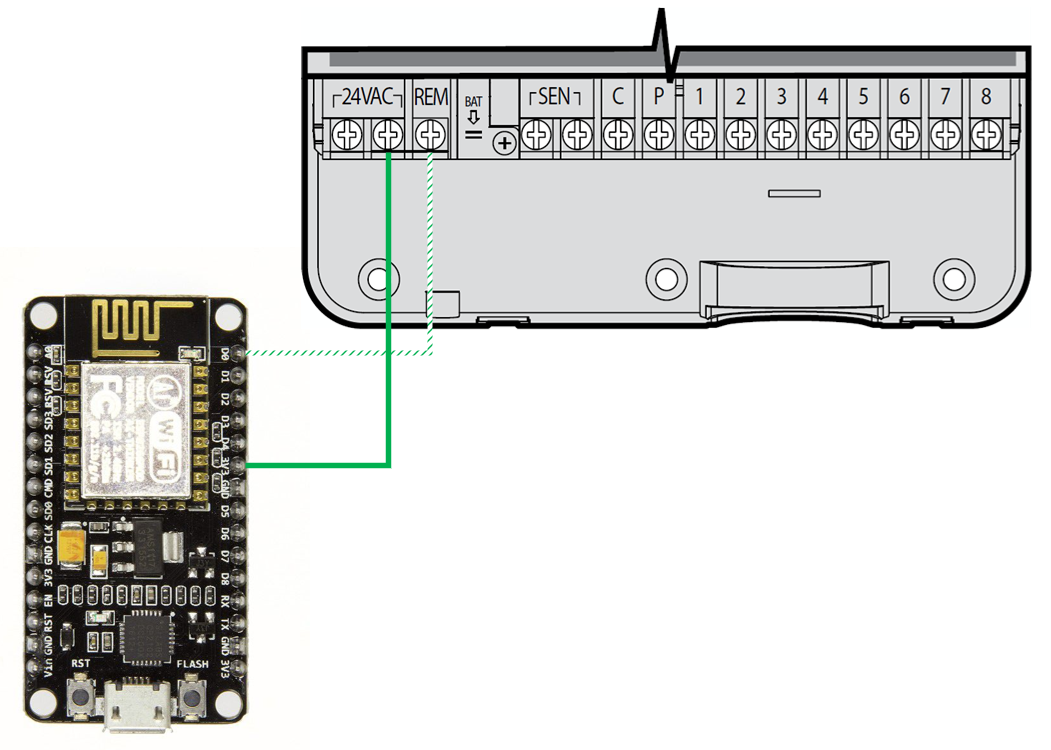 24VAC REM BAT SEN C P 1 2 3 4 5 6 7 8
A0
RSV
RSV
SD3
SD2
SD1
CMD
SD0
CLK
GND
3V3
EN
RST
GND
Vin
D0
D1
D2
D3
D4
3V3
GND
D5
D6
D7
D8
RX
TX
GND
3V3
Ai
WiFi
FC
RST
FLASH